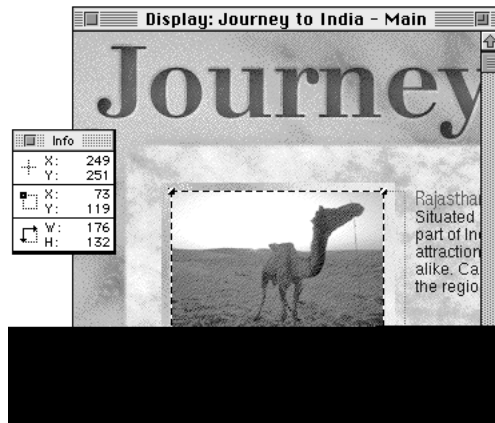 Display: Journey to India - Main
Journey
Info
X: 249
Y: 251
X: 73
Y: 119
W: 176
H: 132
Rajasthan
Situated
part of In
attraction
alike. Ca
the regio